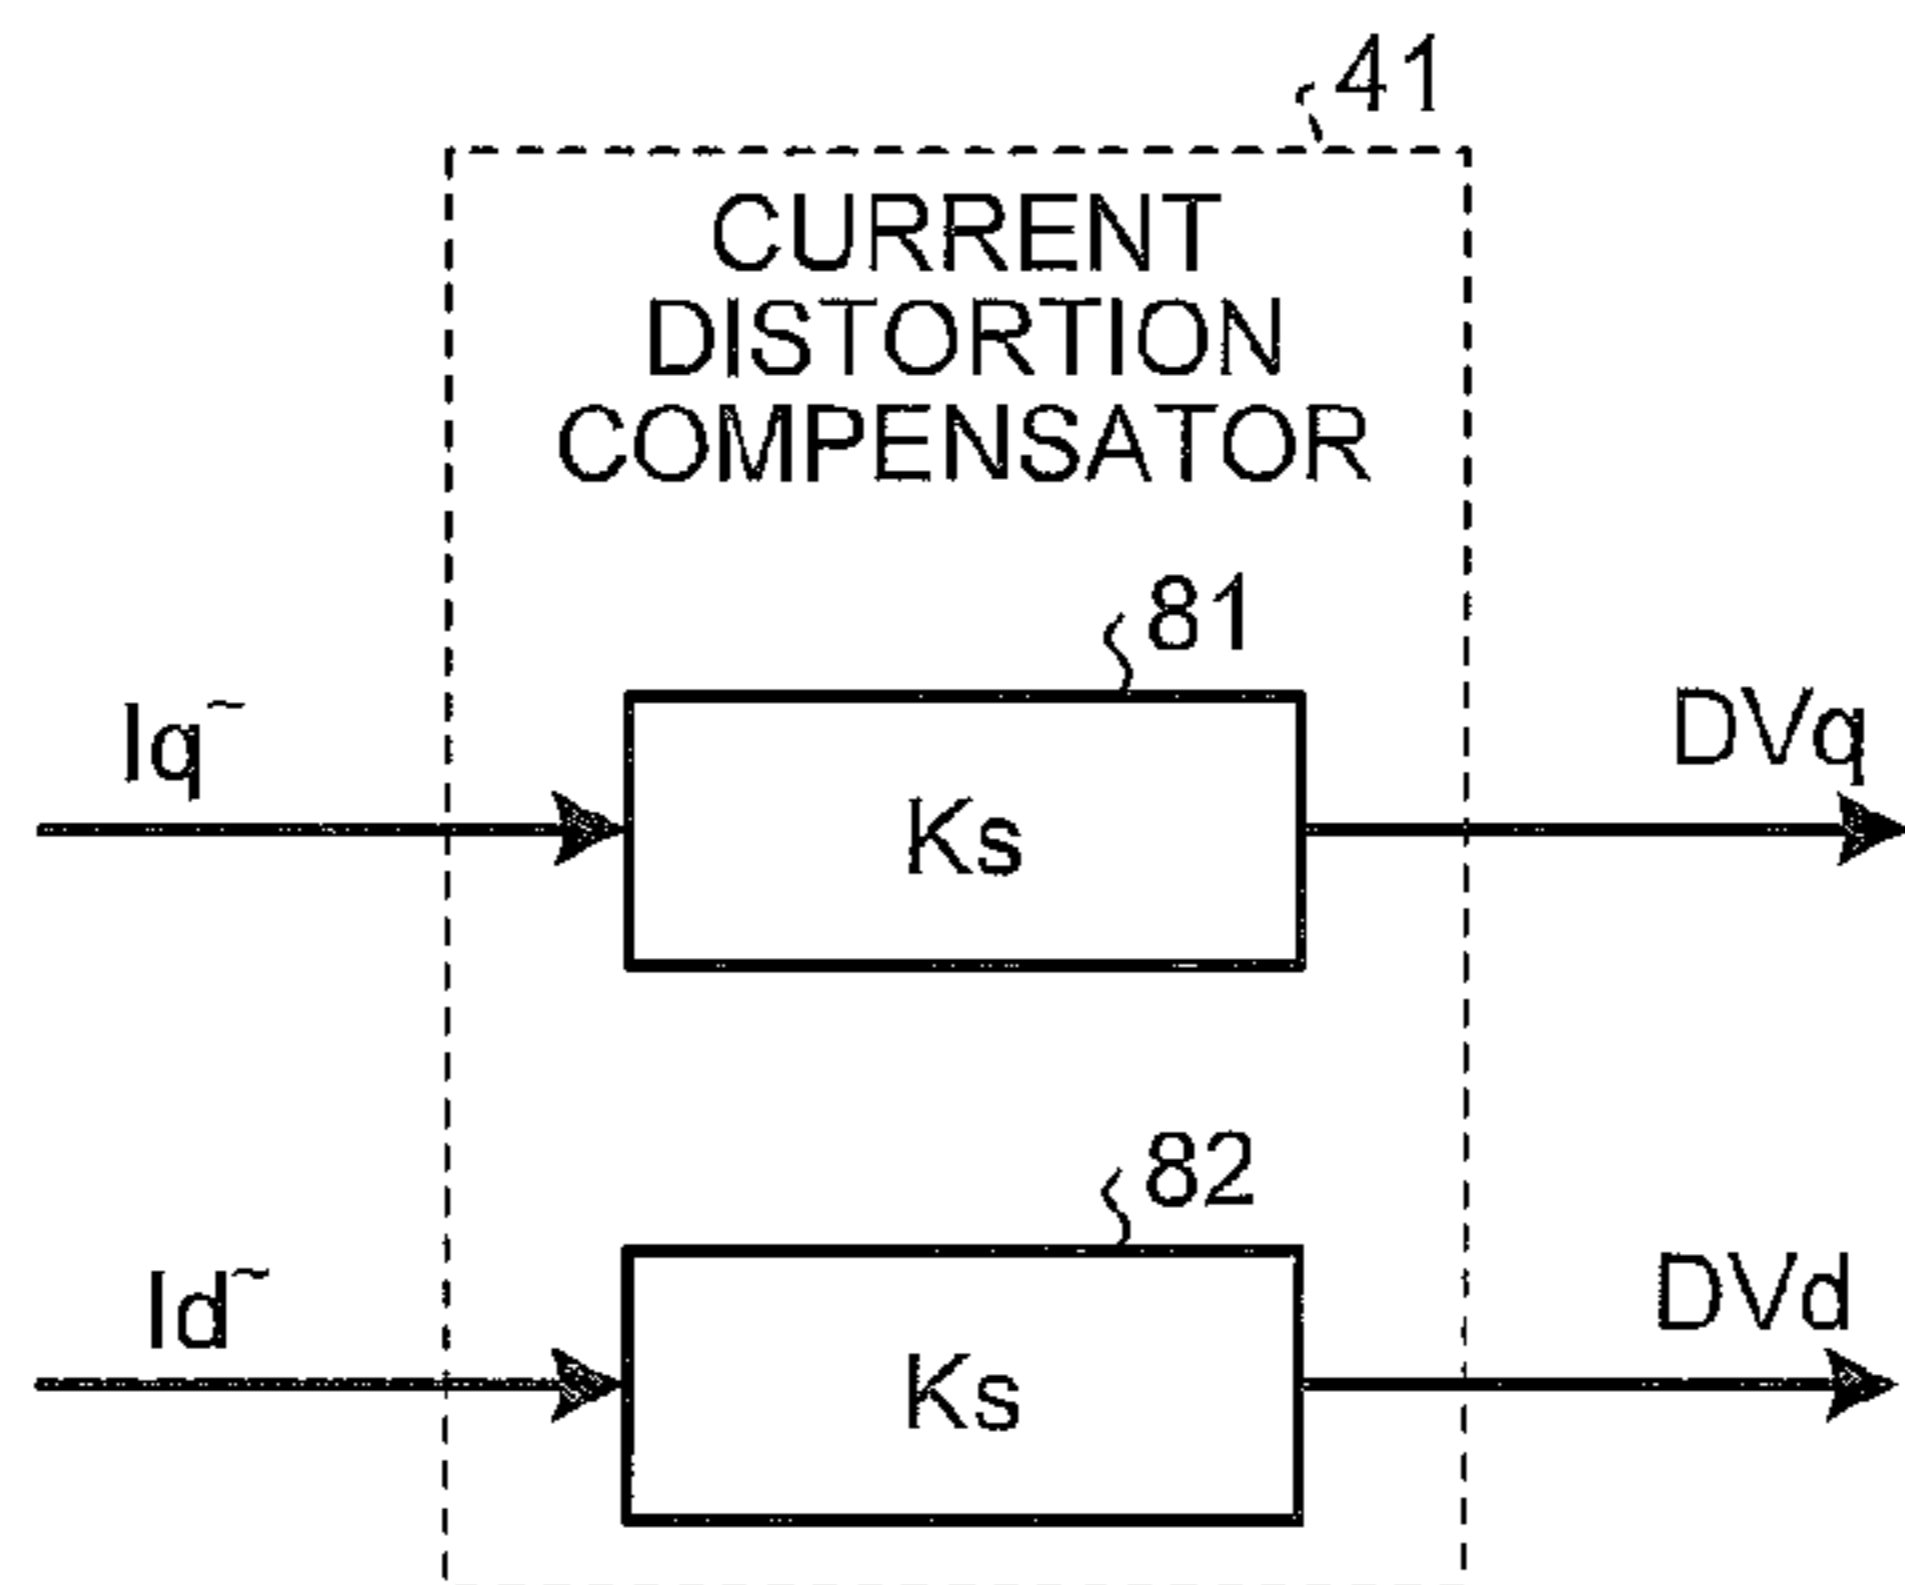 41
CURRENT
DISTORTION
COMPENSATOR
81
Iq~
Ks
DVq
82
Id~
Ks
DVd